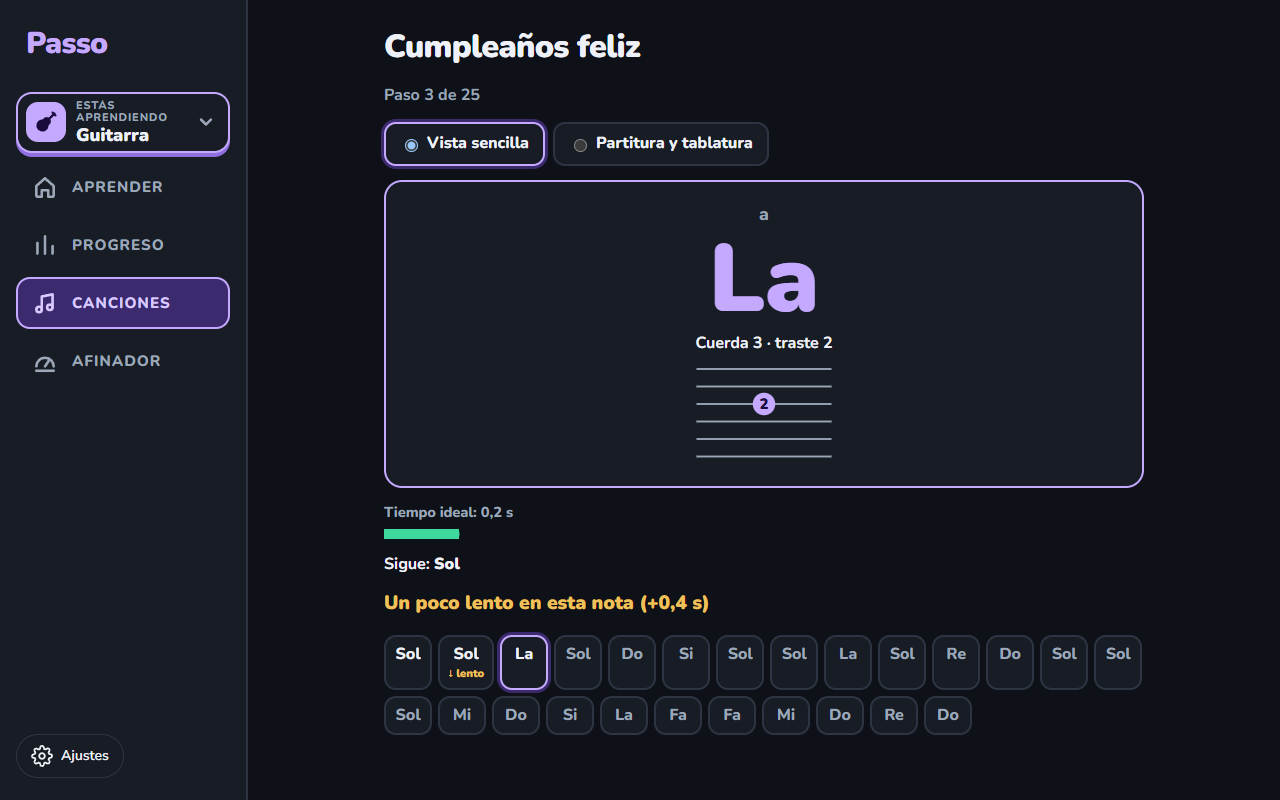 Passo
ESTÁS APRENDIENDO
Guitarra
APRENDER
PROGRESO
CANCIONES
AFINADOR
Ajustes
Cumpleaños feliz
Paso 3 de 25
Vista sencilla
Partitura y tablatura
a
La
Cuerda 3 · traste 2
2
Tiempo ideal: 0,2 s
Sigue: Sol
Un poco lento en esta nota (+0,4 s)
Sol Sol La Sol Do Si Sol Sol La Sol Re Do Sol Sol
↓ lento
Sol Mi Do Si La Fa Fa Mi Do Re Do